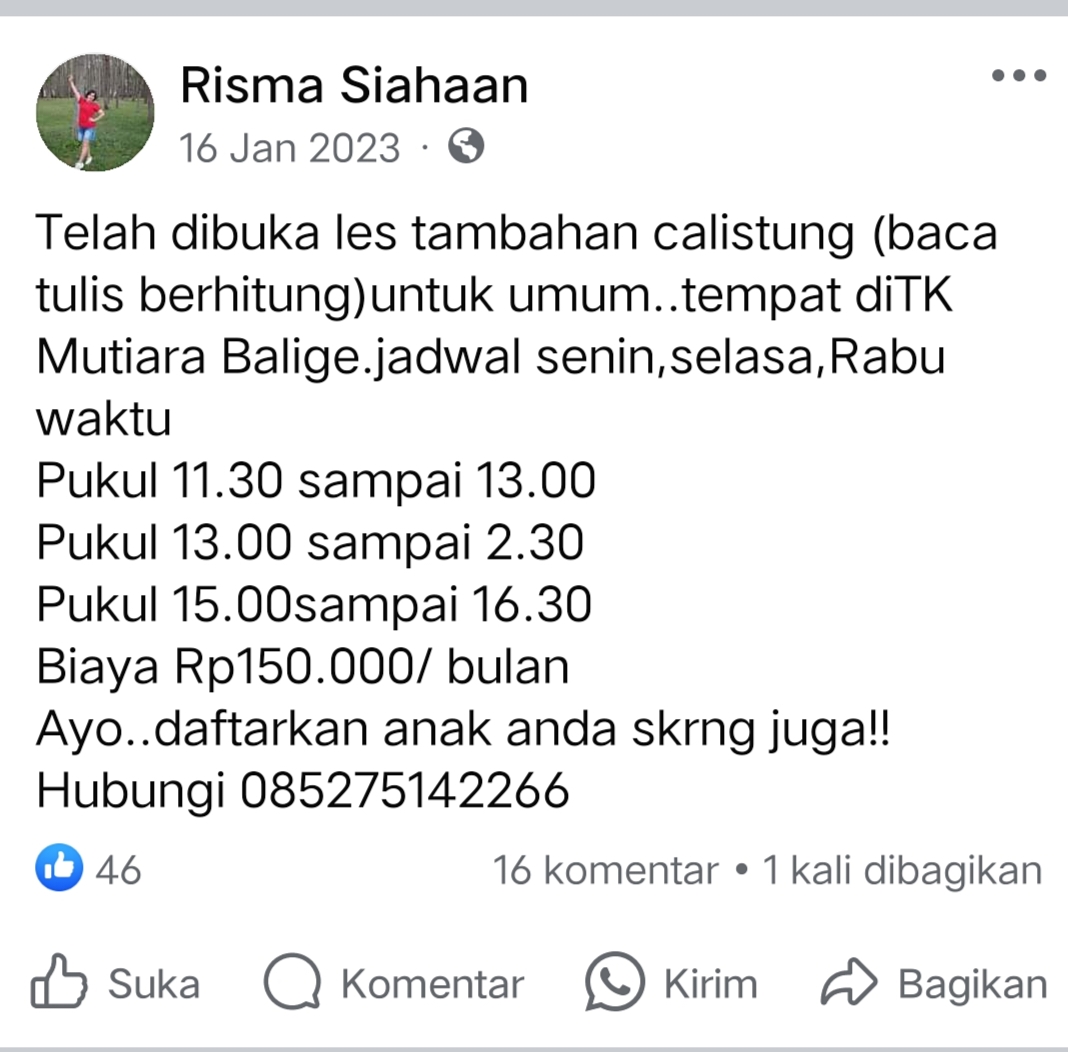 Risma Siahaan
16 Jan 2023 ·
Telah dibuka les tambahan calistung (baca
tulis berhitung)untuk umum..tempat diTK
Mutiara Balige.jadwal senin,selasa,Rabu
waktu
Pukul 11.30 sampai 13.00
Pukul 13.00 sampai 2.30
Pukul 15.00sampai 16.30
Biaya Rp150.000/ bulan
Ayo..daftarkan anak anda skrng juga!!
Hubungi 085275142266
46 16 komentar • 1 kali dibagikan
Suka Komentar Kirim Bagikan